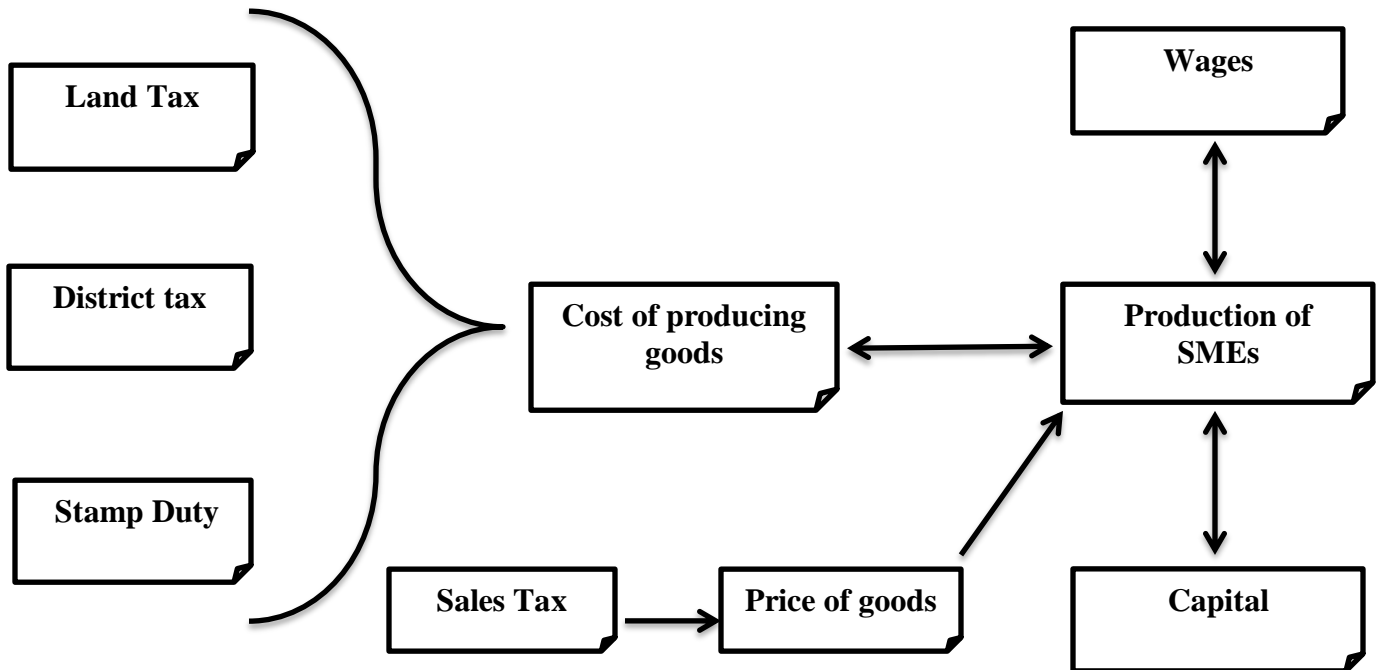 Land Tax
District tax
Stamp Duty
Cost of producing
goods
Sales Tax
Price of goods
Wages
Production of
SMEs
Capital